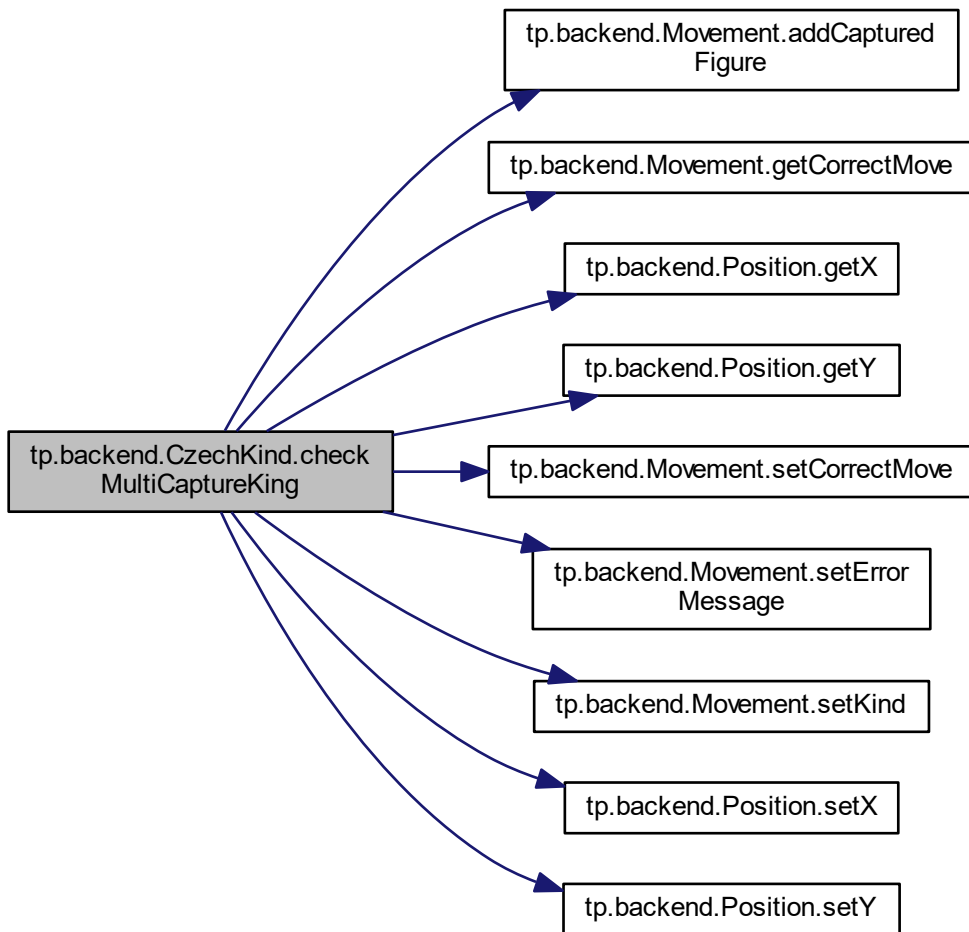 tp.backend.Movement.addCaptured
Figure
tp.backend.Movement.getCorrectMove
tp.backend.Position.getX
tp.backend.Position.getY
tp.backend.CzechKind.check
MultiCaptureKing
tp.backend.Movement.setCorrectMove
tp.backend.Movement.setError
Message
tp.backend.Movement.setKind
tp.backend.Position.setX
tp.backend.Position.setY